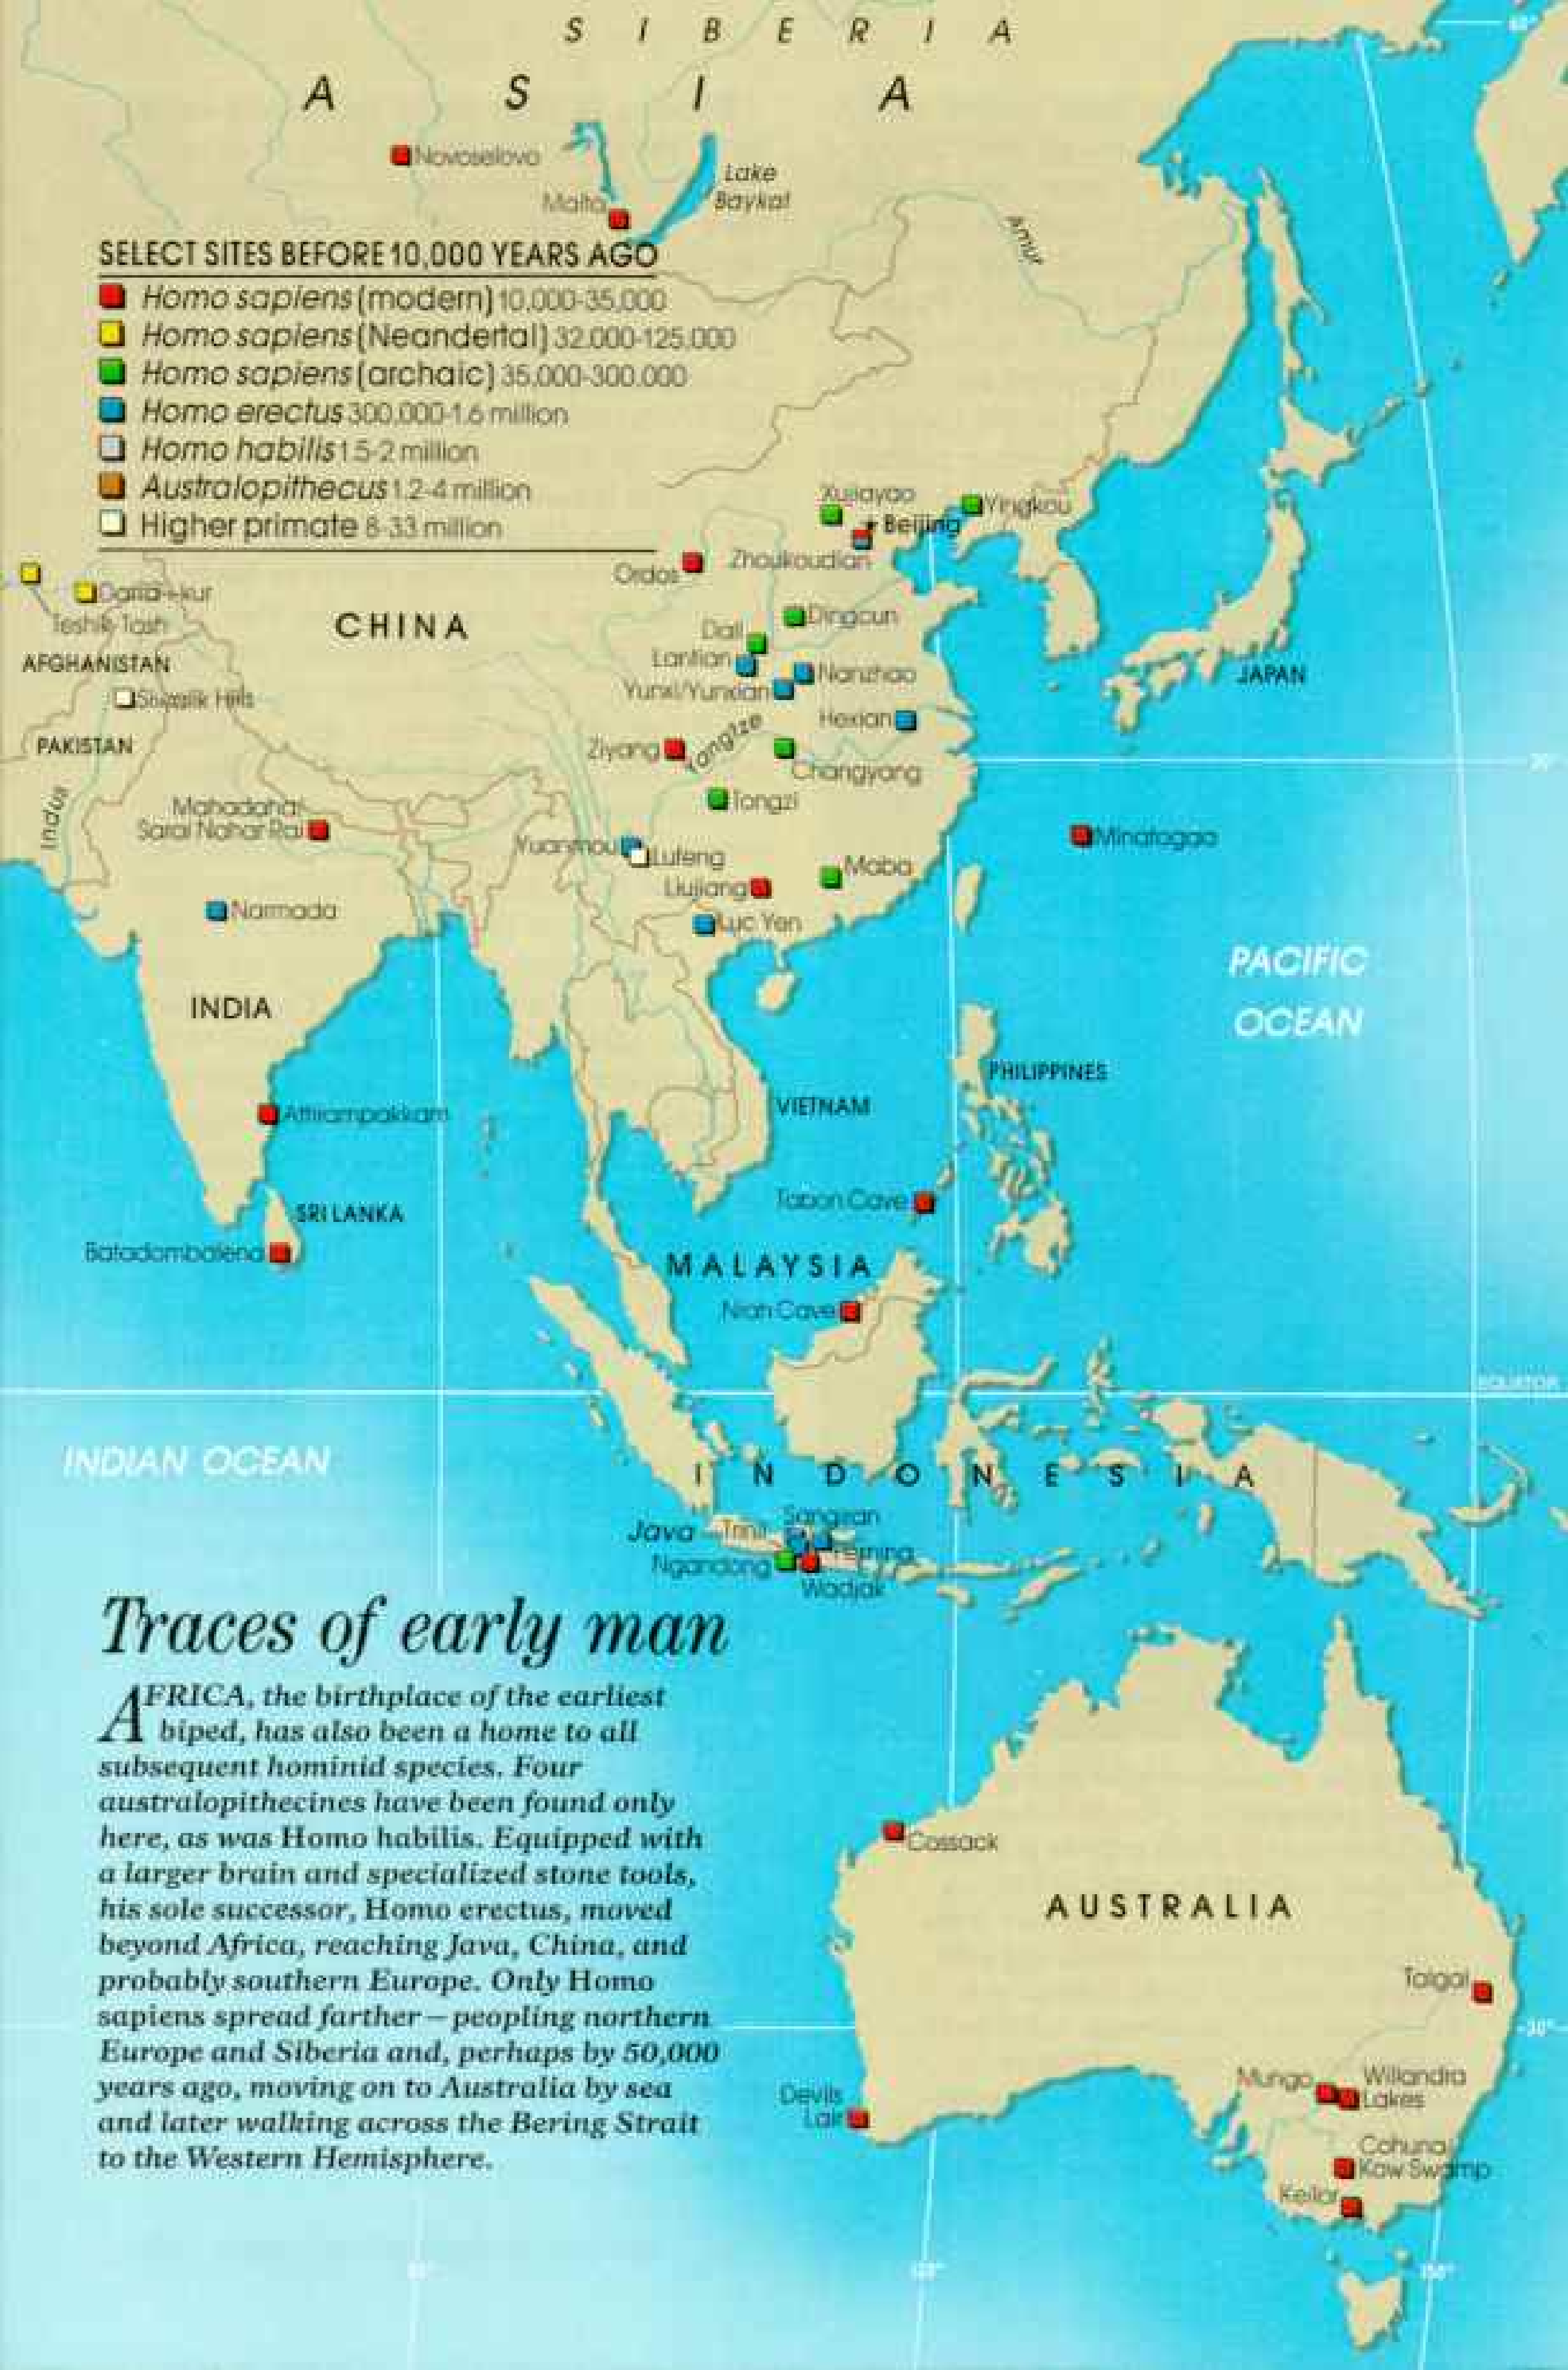 S I B E R I A
A S I A
Novoselovo
Lake
Baykal
Malta
Amur
SELECT SITES BEFORE 10,000 YEARS AGO
Homo sapiens (modern) 10,000-35,000
Homo sapiens (Neandertal) 32,000-125,000
Homo sapiens (archaic) 35,000-300,000
Homo erectus 300,000-1.6 million
Homo habilis 1.5-2 million
Australopithecus 1.2-4 million
Higher primate 8-33 million
Xujiayao
Yingkou
Beijing
Zhoukoudian
Ordos
Darra-i-kur
Teshik Tash
CHINA
Dingcun
Dali
Lantian
AFGHANISTAN
Nanzhao
JAPAN
Yunxi/Yunxian
Siwalik Hills
Hexian
PAKISTAN
Ziyang
Yangtze
Changyang
30°
Indus
Tongzi
Mahadaha
Sarai Nahar Rai
Minatogao
Yuanmou
Lufeng
Maba
Liujiang
Narmada
Luc Yen
PACIFIC
OCEAN
INDIA
PHILIPPINES
VIETNAM
Athirampakkam
Tabon Cave
SRI LANKA
Batadombalena
MALAYSIA
Niah Cave
EQUATOR
INDIAN OCEAN
I N D O N E S I A
Sangiran
Java
Trinil
Ngandong
Wadjak
Traces of early man
AFRICA, the birthplace of the earliest
biped, has also been a home to all
subsequent hominid species. Four
australopithecines have been found only
here, as was Homo habilis. Equipped with
a larger brain and specialized stone tools,
his sole successor, Homo erectus, moved
beyond Africa, reaching Java, China, and
probably southern Europe. Only Homo
sapiens spread farther—peopling northern
Europe and Siberia and, perhaps by 50,000
years ago, moving on to Australia by sea
and later walking across the Bering Strait
to the Western Hemisphere.
Cossack
AUSTRALIA
Talgai
30°
Mungo
Willandra
Lakes
Devils
Lair
Cohuna
Kow Swamp
Keilor
120°
150°